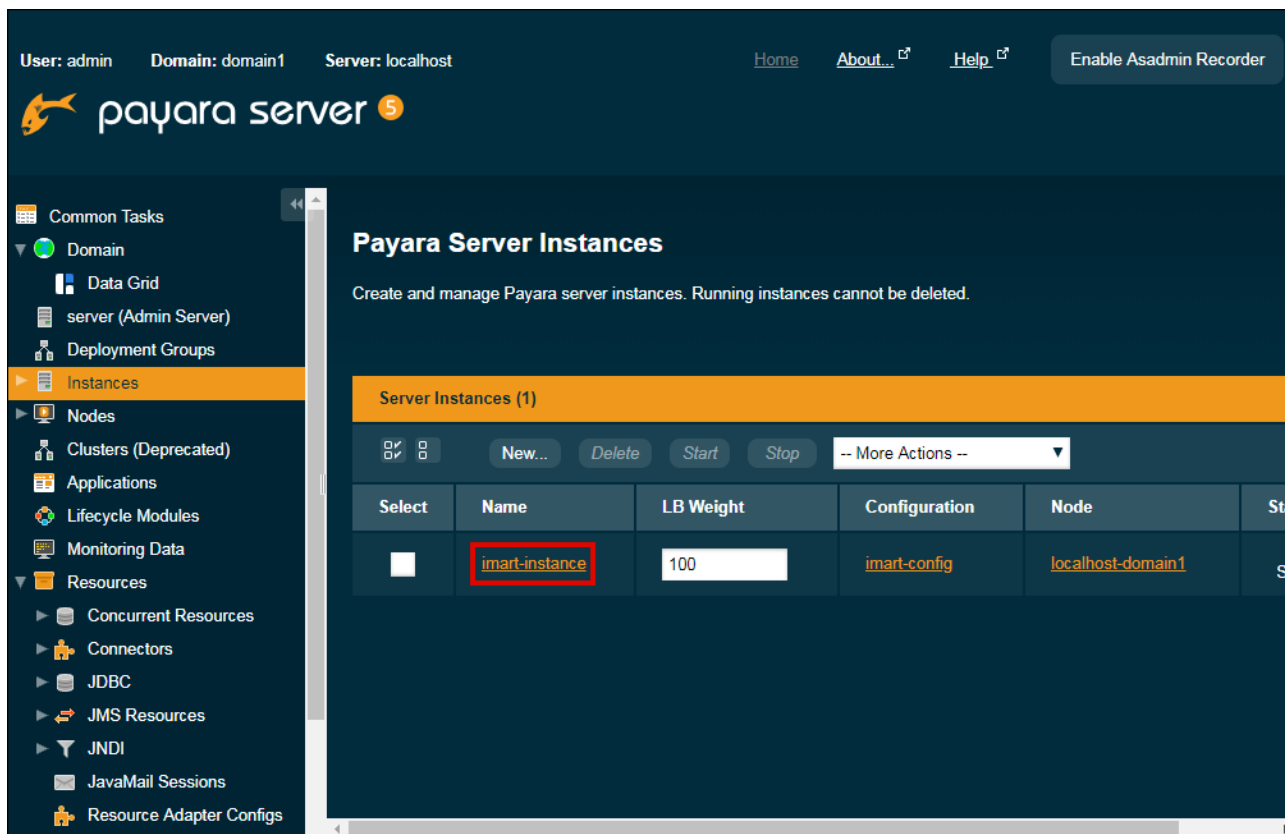 User: admin Domain: domain1 Server: localhost Home About... Help Enable Asadmin Recorder
payara server 5
Common Tasks
Domain
Data Grid
server (Admin Server)
Deployment Groups
Instances
Nodes
Clusters (Deprecated)
Applications
Lifecycle Modules
Monitoring Data
Resources
Concurrent Resources
Connectors
JDBC
JMS Resources
JNDI
JavaMail Sessions
Resource Adapter Configs
Payara Server Instances
Create and manage Payara server instances. Running instances cannot be deleted.
Server Instances (1)
New... Delete Start Stop -- More Actions --
Select Name LB Weight Configuration Node
imart-instance 100 imart-config localhost-domain1